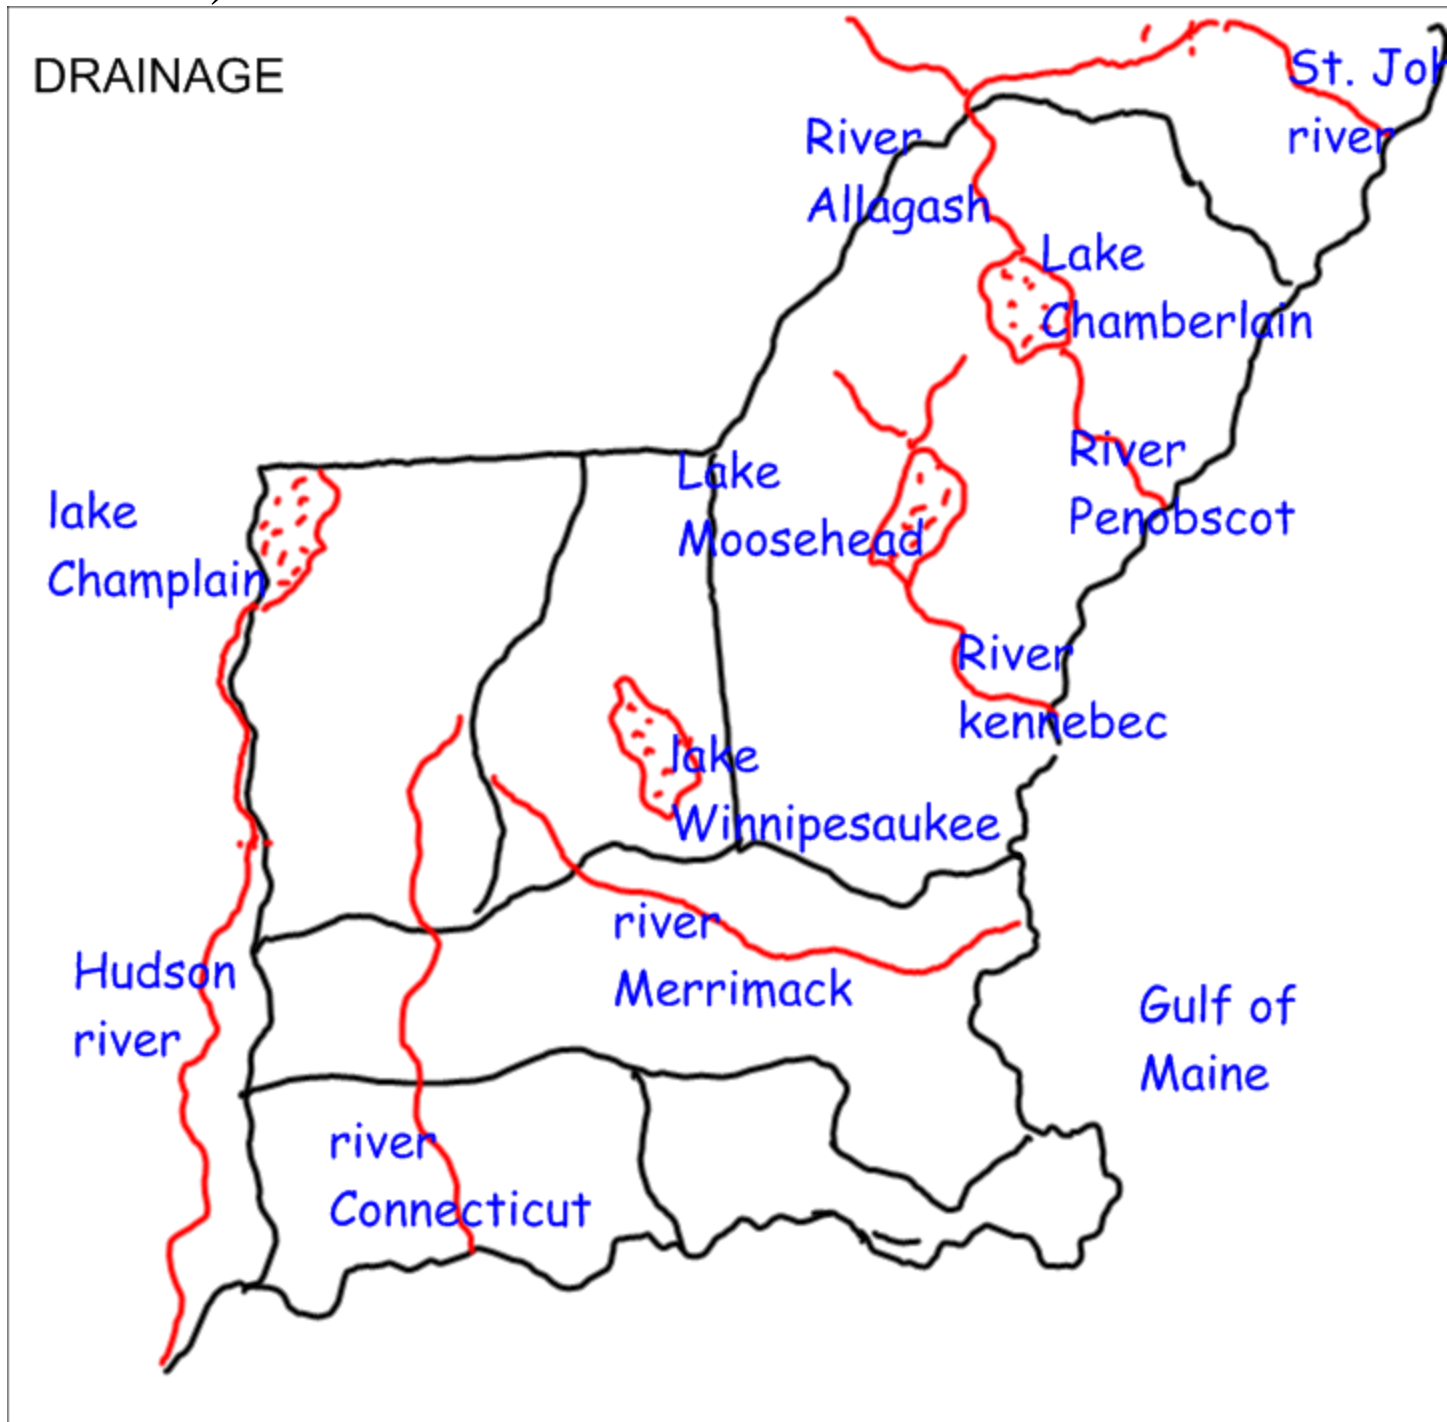 DRAINAGE
St. Joh
river
River
Allagash
Lake
Chamberlain
River
Penobscot
Lake
Moosehead
lake
Champlain
River
kennebec
lake
Winnipesaukee
river
Merrimack
Hudson
river
Gulf of
Maine
river
Connecticut